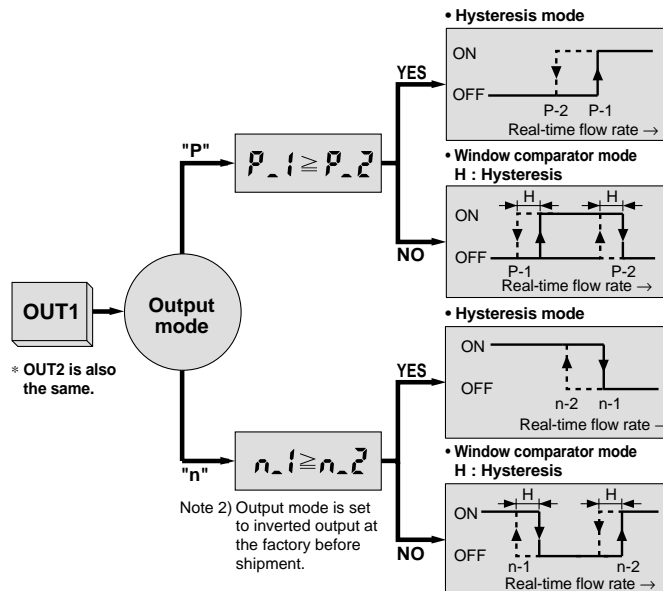 • Hysteresis mode
ON
OFF
P-2 P-1
Real-time flow rate →
YES
"P"
P_1 ≧ P_2
• Window comparator mode
H : Hysteresis
H H
ON
OFF
P-1 P-2
Real-time flow rate →
NO
OUT1
Output
mode
* OUT2 is also
the same.
• Hysteresis mode
ON
OFF
n-2 n-1
Real-time flow rate
YES
"n"
n_1 ≧ n_2
Note 2) Output mode is set
to inverted output at
the factory before
shipment.
• Window comparator mode
H : Hysteresis
H H
ON
OFF
n-1 n-2
Real-time flow rate →
NO